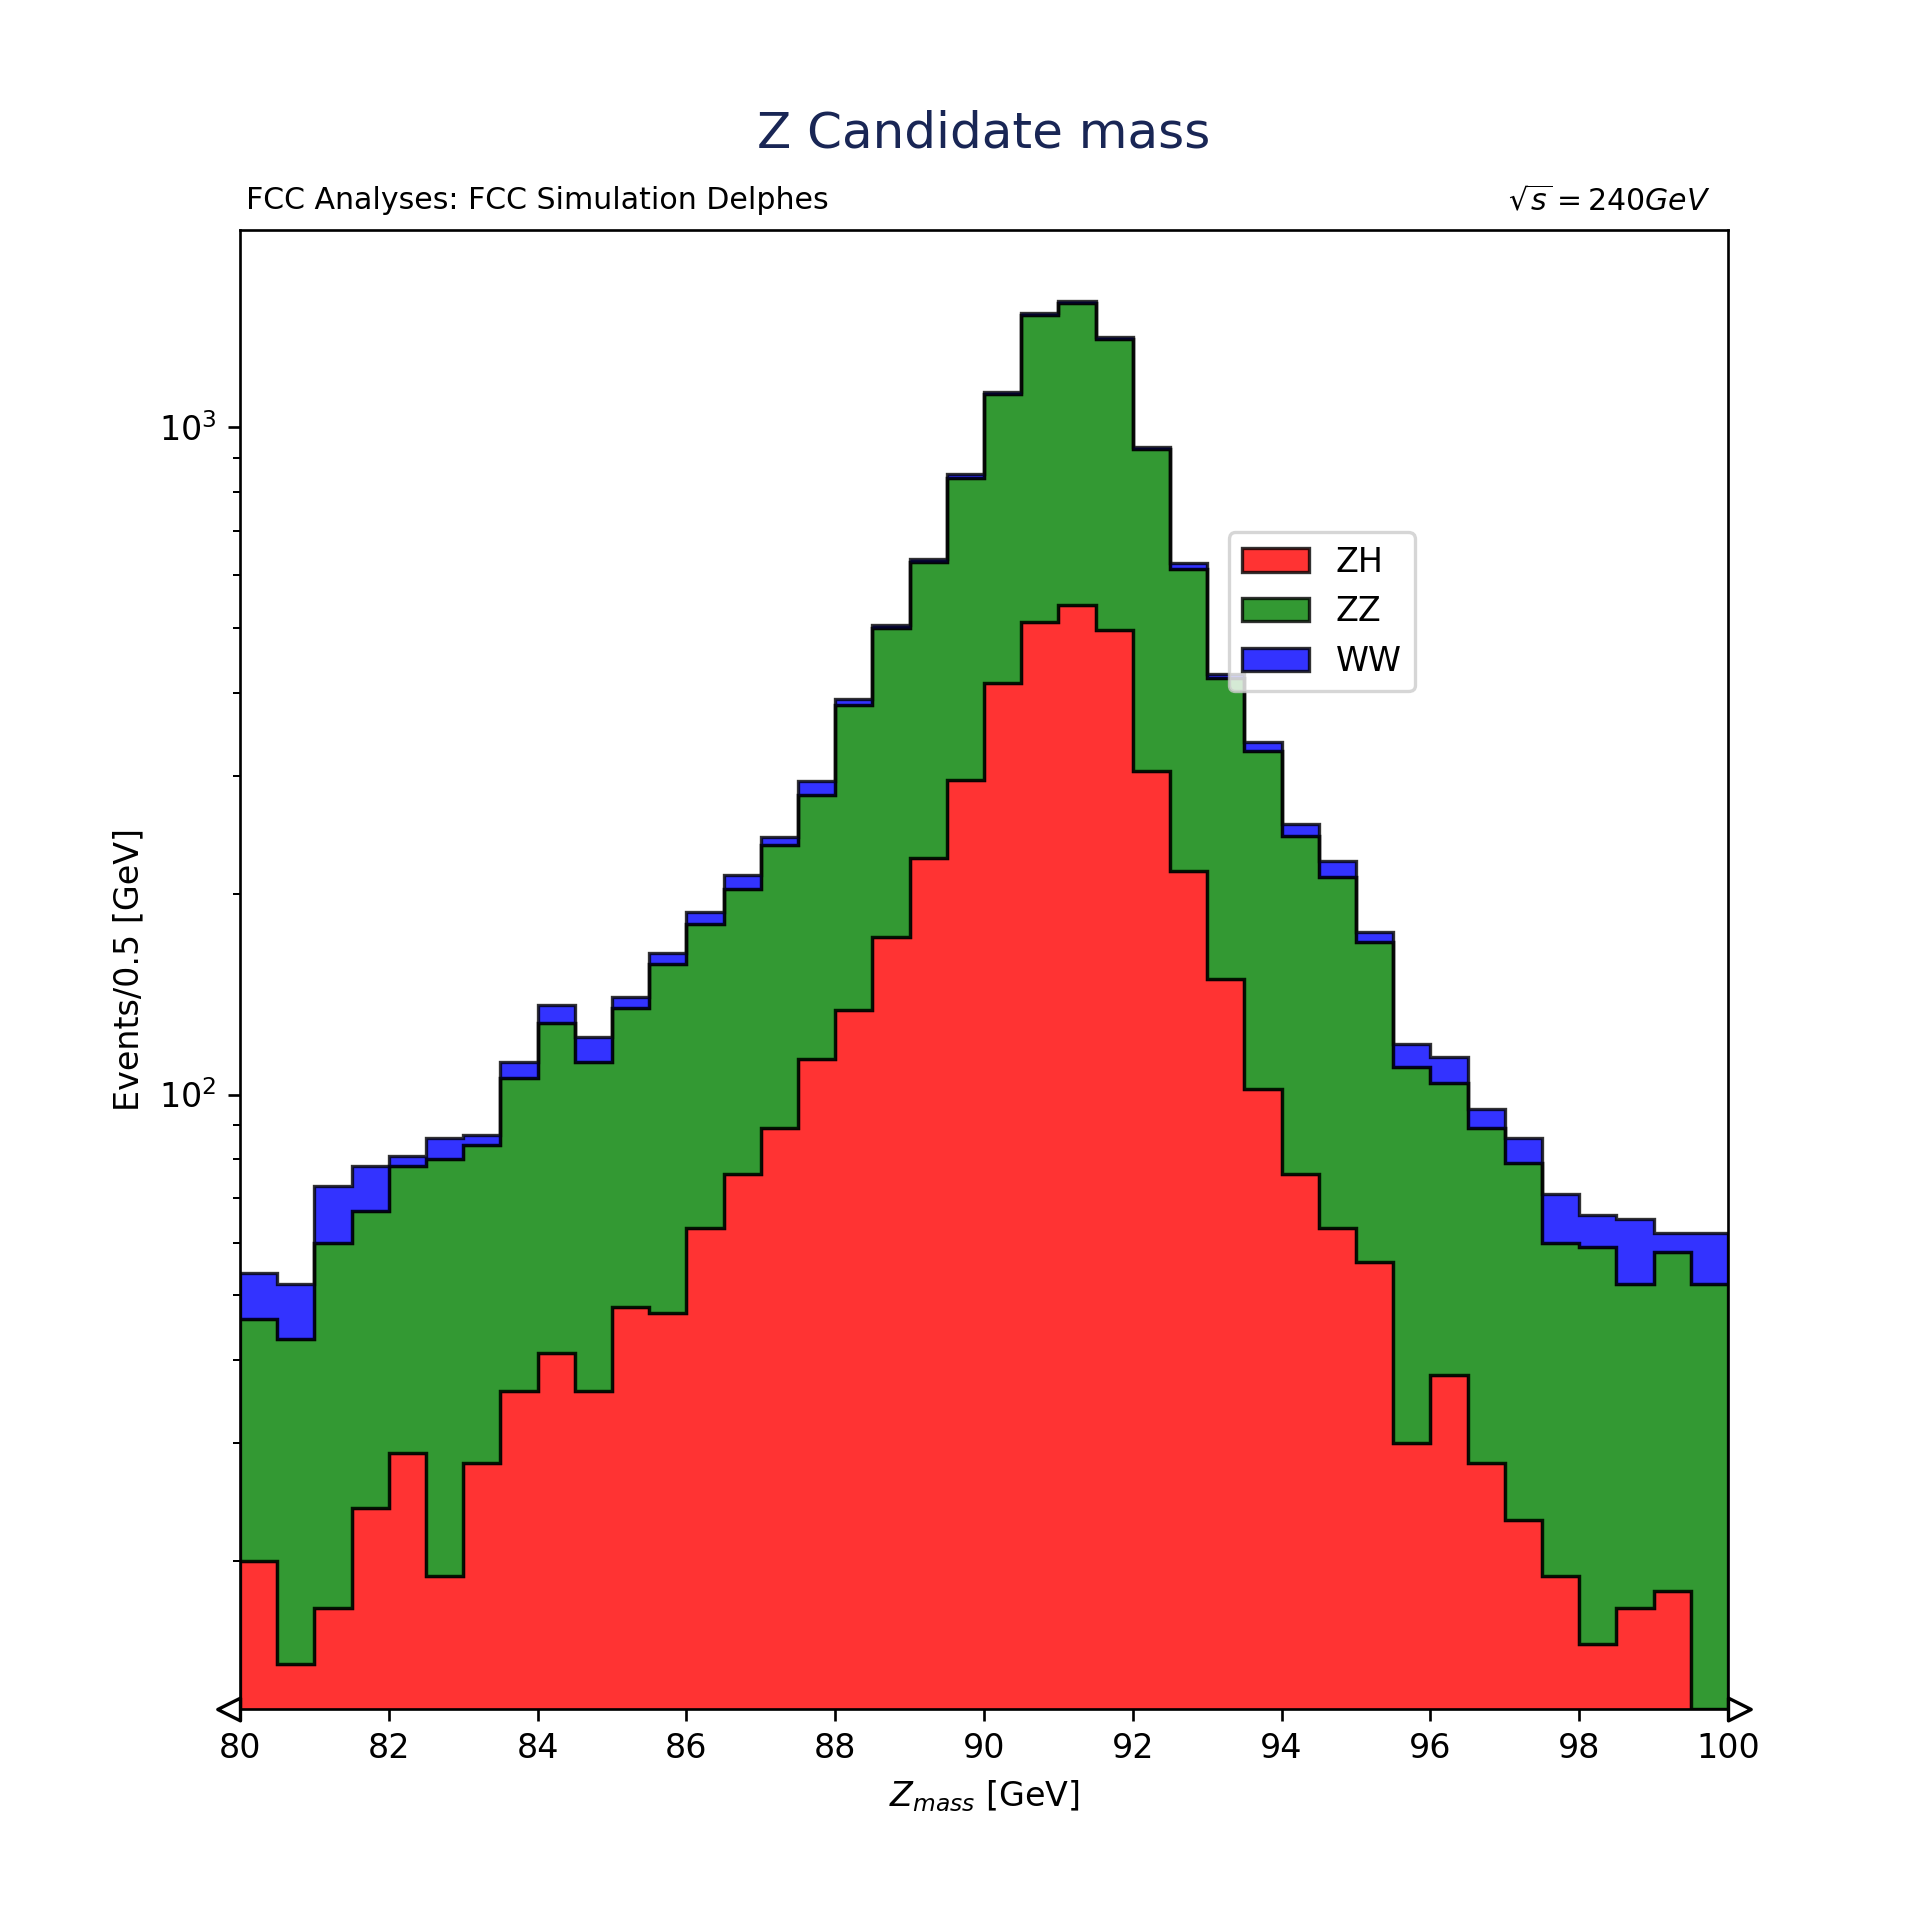 Z Candidate mass
FCC Analyses: FCC Simulation Delphes
√s = 240GeV
10³
ZH
ZZ
WW
Events/0.5 [GeV]
10²
80 82 84 86 88 90 92 94 96 98 100
Z_mass [GeV]